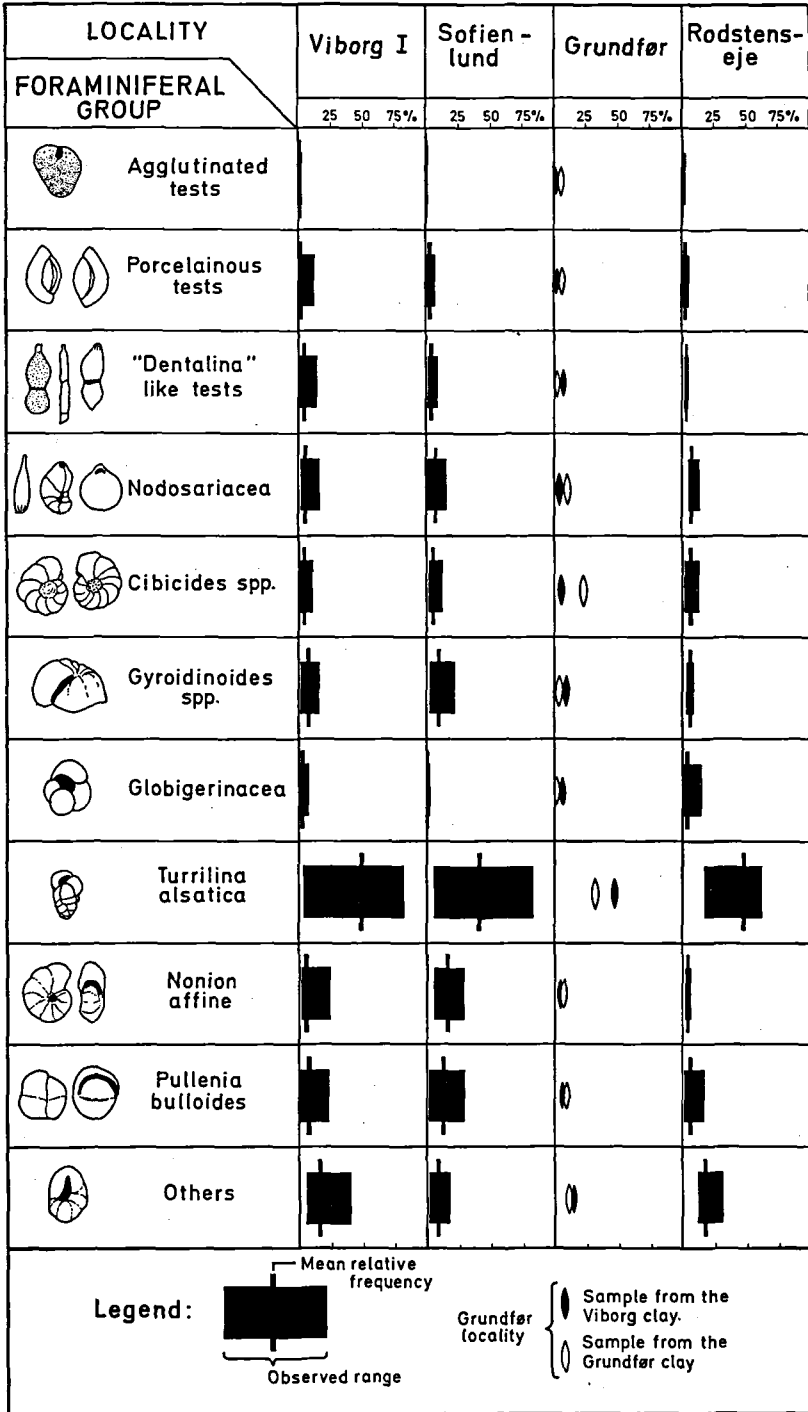 LOCALITY
FORAMINIFERAL
GROUP
Viborg I
Sofien-
lund
Grundfør
Rødstens-
eje
25 50 75%
25 50 75%
25 50 75%
25 50 75%
Agglutinated
tests
Porcelainous
tests
"Dentalina"
like tests
Nodosariacea
Cibicides spp.
Gyroidinoides
spp.
Globigerinacea
Turrilina
alsatica
Nonion
affine
Pullenia
bulloides
Others
Legend:
Mean relative
frequency
Observed range
Grundfør
locality
Sample from the
Viborg clay.
Sample from the
Grundfør clay